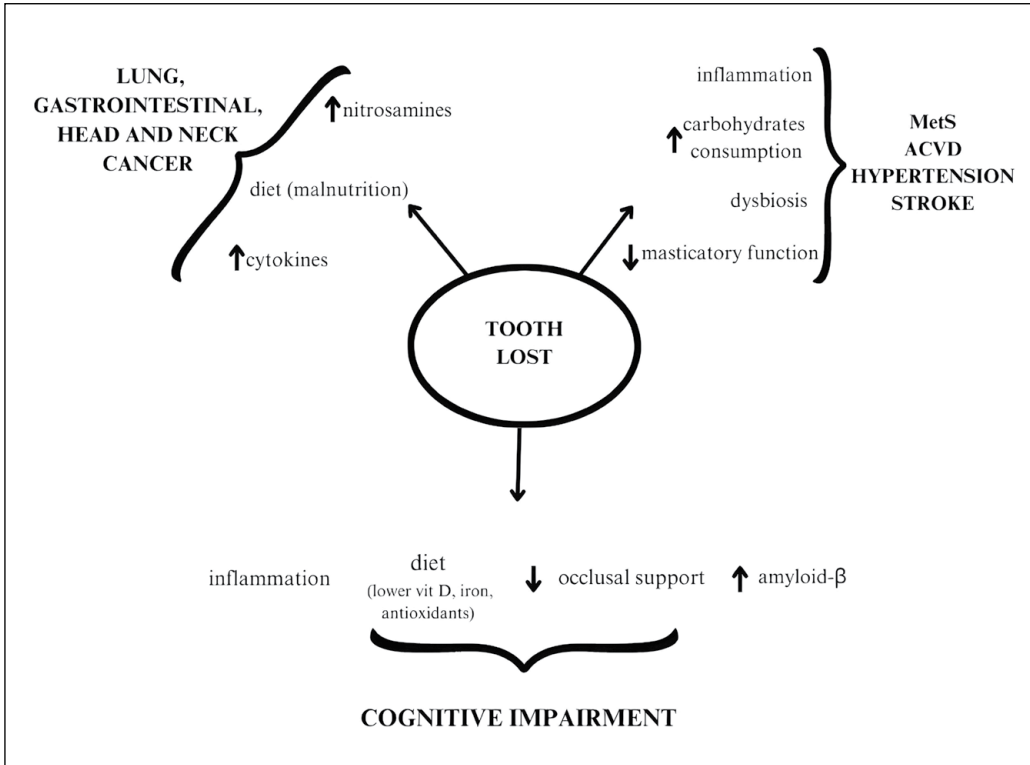 LUNG,
GASTROINTESTINAL,
HEAD AND NECK
CANCER
↑nitrosamines
diet (malnutrition)
↑cytokines
inflammation
↑carbohydrates
consumption
dysbiosis
↓masticatory function
MetS
ACVD
HYPERTENSION
STROKE
TOOTH
LOST
inflammation
diet
(lower vit D, iron,
antioxidants)
↓ occlusal support
↑ amyloid-β
COGNITIVE IMPAIRMENT